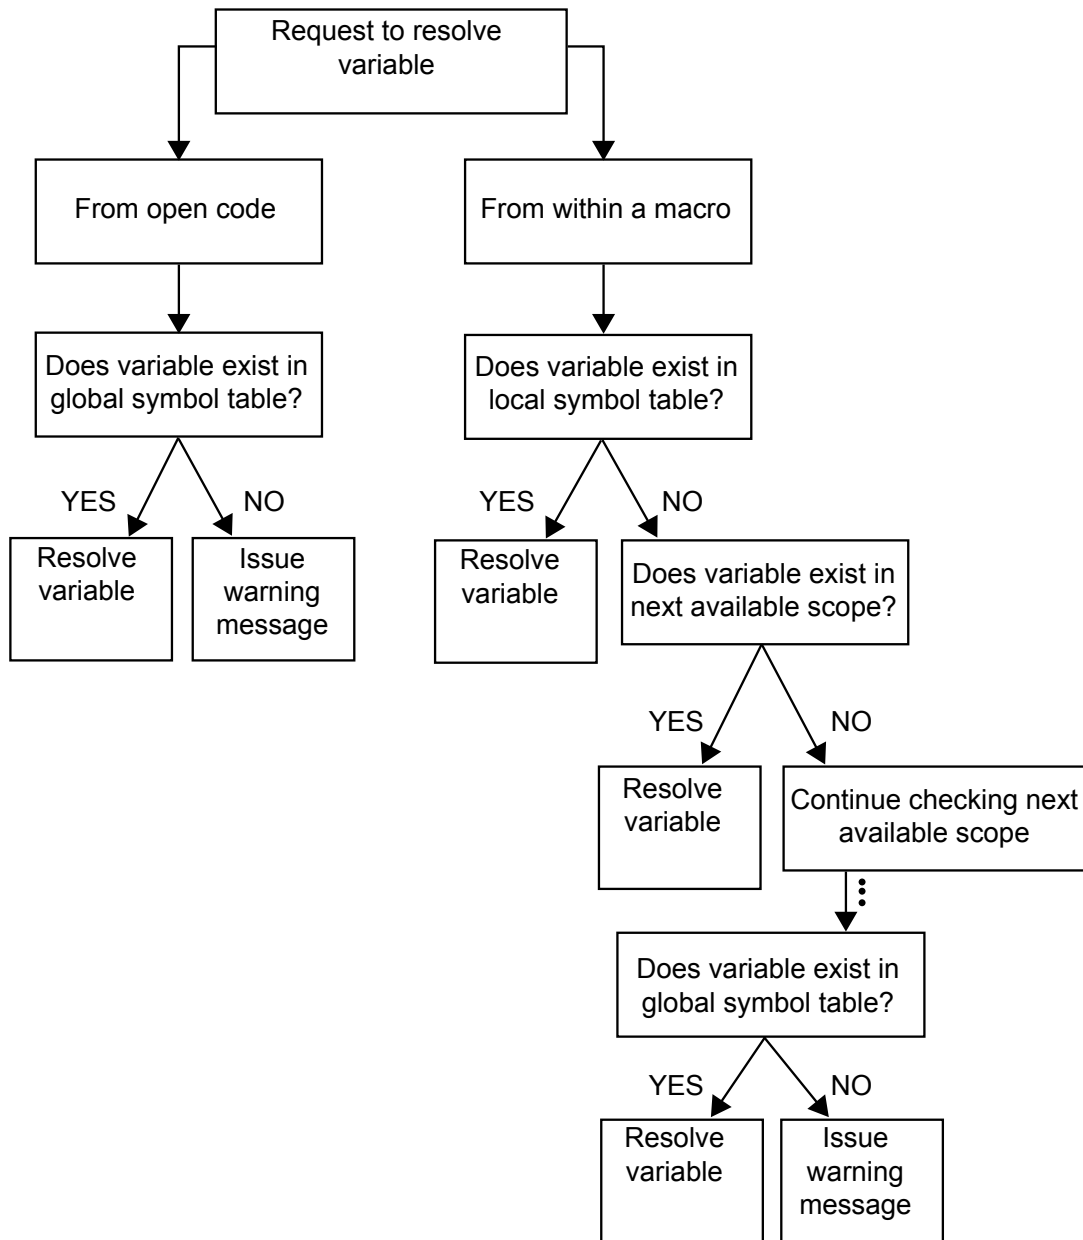 Request to resolve
variable
From open code
From within a macro
Does variable exist in
global symbol table?
Does variable exist in
local symbol table?
YES
NO
YES
NO
Resolve
variable
Issue
warning
message
Resolve
variable
Does variable exist in
next available scope?
YES
NO
Resolve
variable
Continue checking next
available scope
Does variable exist in
global symbol table?
YES
NO
Resolve
variable
Issue
warning
message